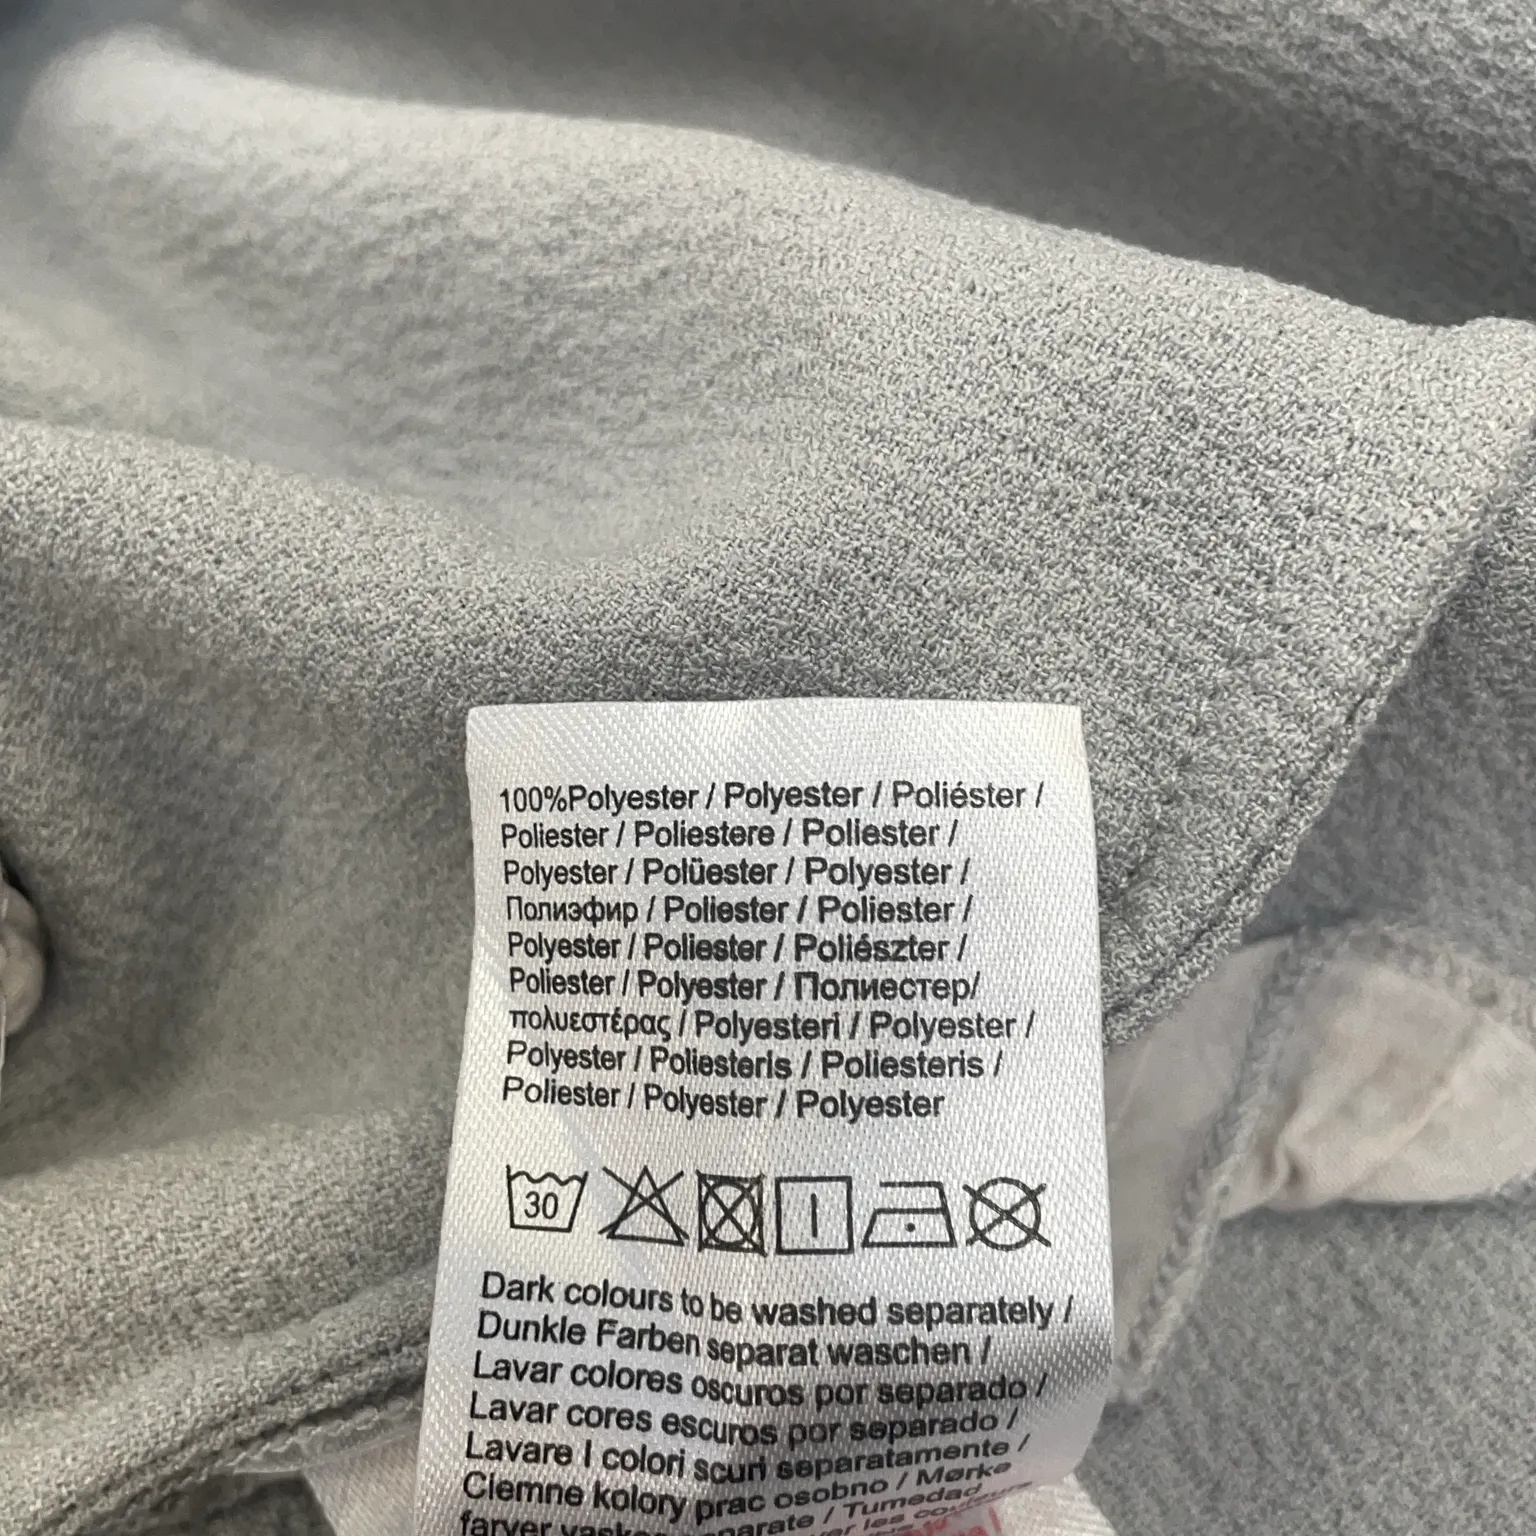 100%Polyester / Polyester / Poliéster /
Poliester / Poliestere / Poliester /
Polyester / Polüester / Polyester /
Полиэфир / Poliester / Poliester /
Polyester / Poliester / Poliészter /
Poliester / Polyester / Полиестер/
πολυεστέρας / Polyesteri / Polyester /
Polyester / Poliesteris / Poliesteris /
Poliester / Polyester / Polyester
30
Dark colours to be washed separately /
Dunkle Farben separat waschen /
Lavar colores oscuros por separado /
Lavar cores escuros por separado /
Lavare I colori scuri separatamente /
Ciemne kolory prac osobno / Mørke
farver / Tumedad
les